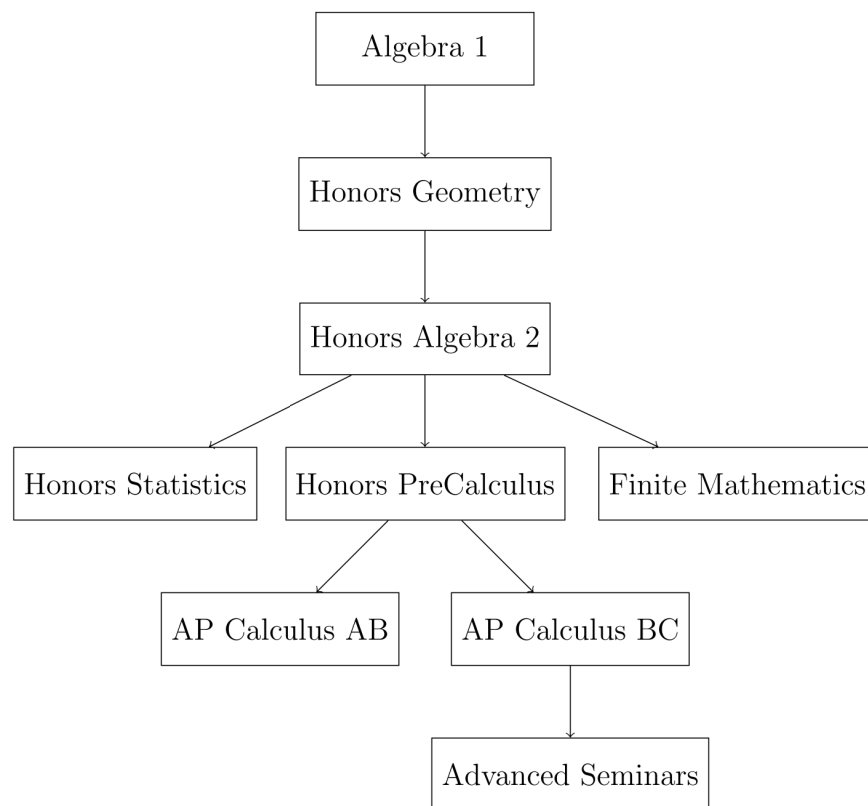 Algebra 1
Honors Geometry
Honors Algebra 2
Honors Statistics
Honors PreCalculus
Finite Mathematics
AP Calculus AB
AP Calculus BC
Advanced Seminars